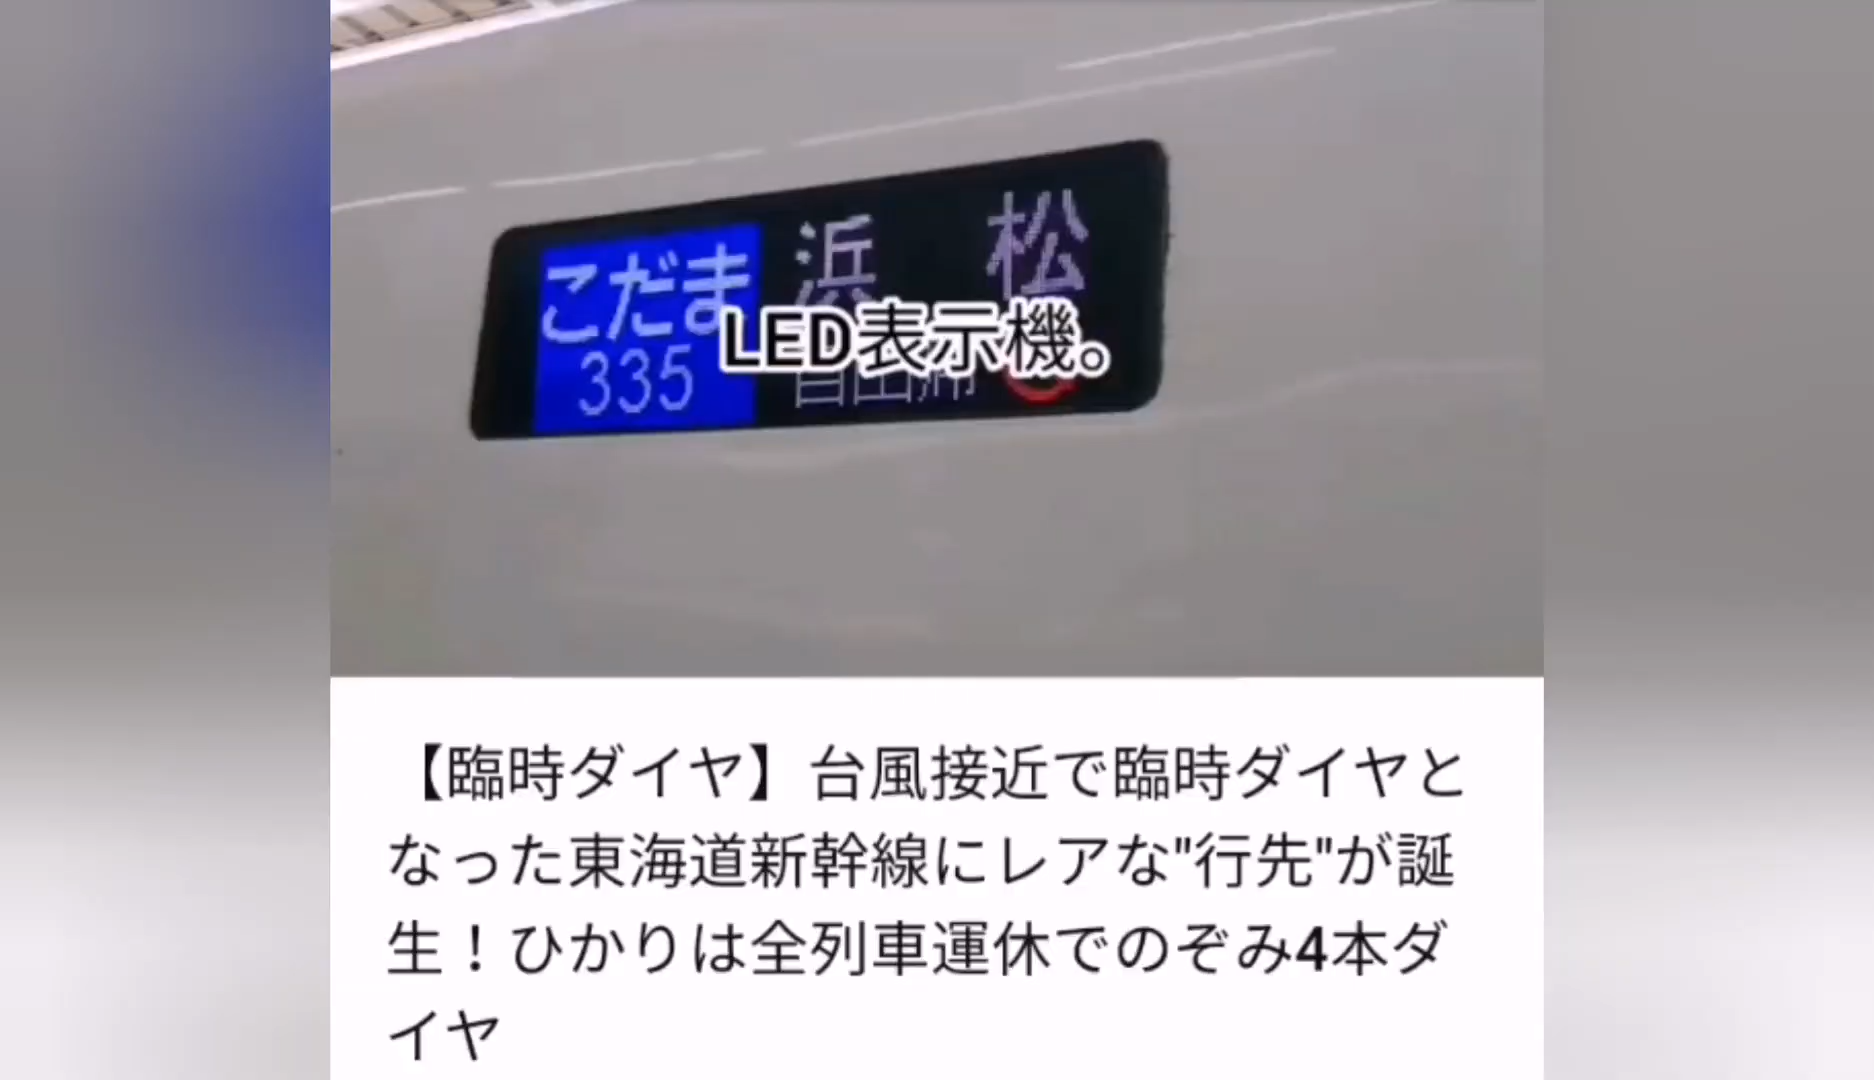 こだま 浜松
335
LED表示機。
【臨時ダイヤ】台風接近で臨時ダイヤと
なった東海道新幹線にレアな"行先"が誕
生！ひかりは全列車運休でのぞみ4本ダ
イヤ